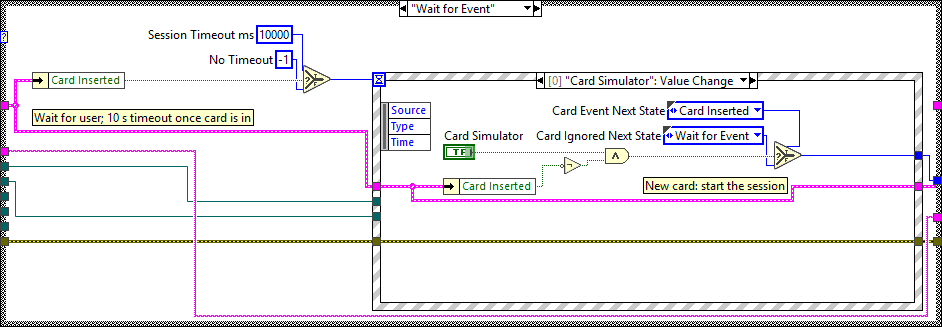 "Wait for Event"
Session Timeout ms 10000
No Timeout -1
Card Inserted
Wait for user; 10 s timeout once card is in
[0] "Card Simulator": Value Change
Source
Type
Time
Card Event Next State Card Inserted
Card Simulator
TF
Card Ignored Next State Wait for Event
Card Inserted
New card: start the session